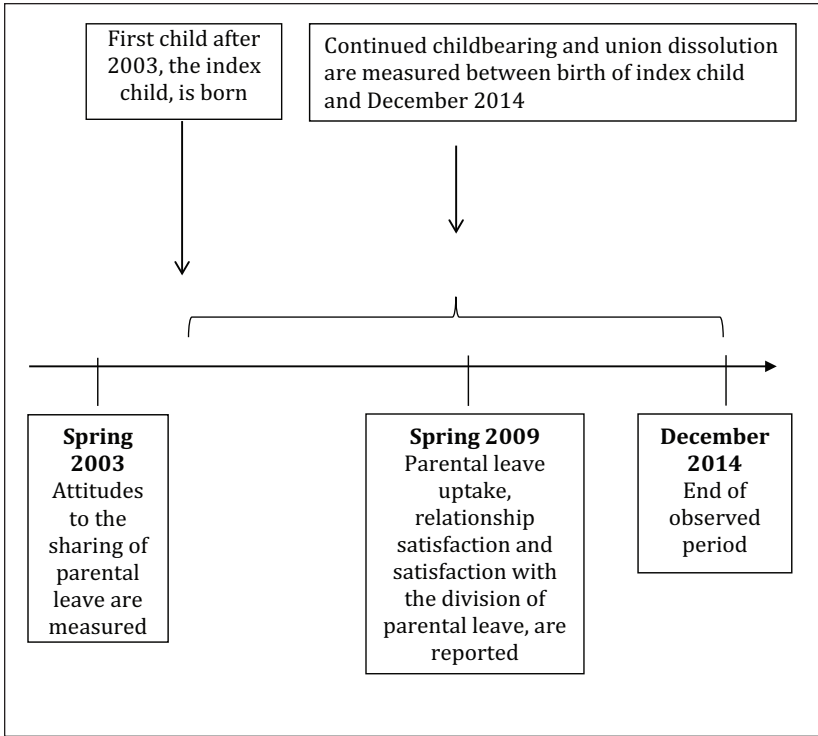 First child after
2003, the index
child, is born
Continued childbearing and union dissolution
are measured between birth of index child
and December 2014
Spring
2003
Attitudes
to the
sharing of
parental
leave are
measured
Spring 2009
Parental leave
uptake,
relationship
satisfaction and
satisfaction with
the division of
parental leave, are
reported
December
2014
End of
observed
period